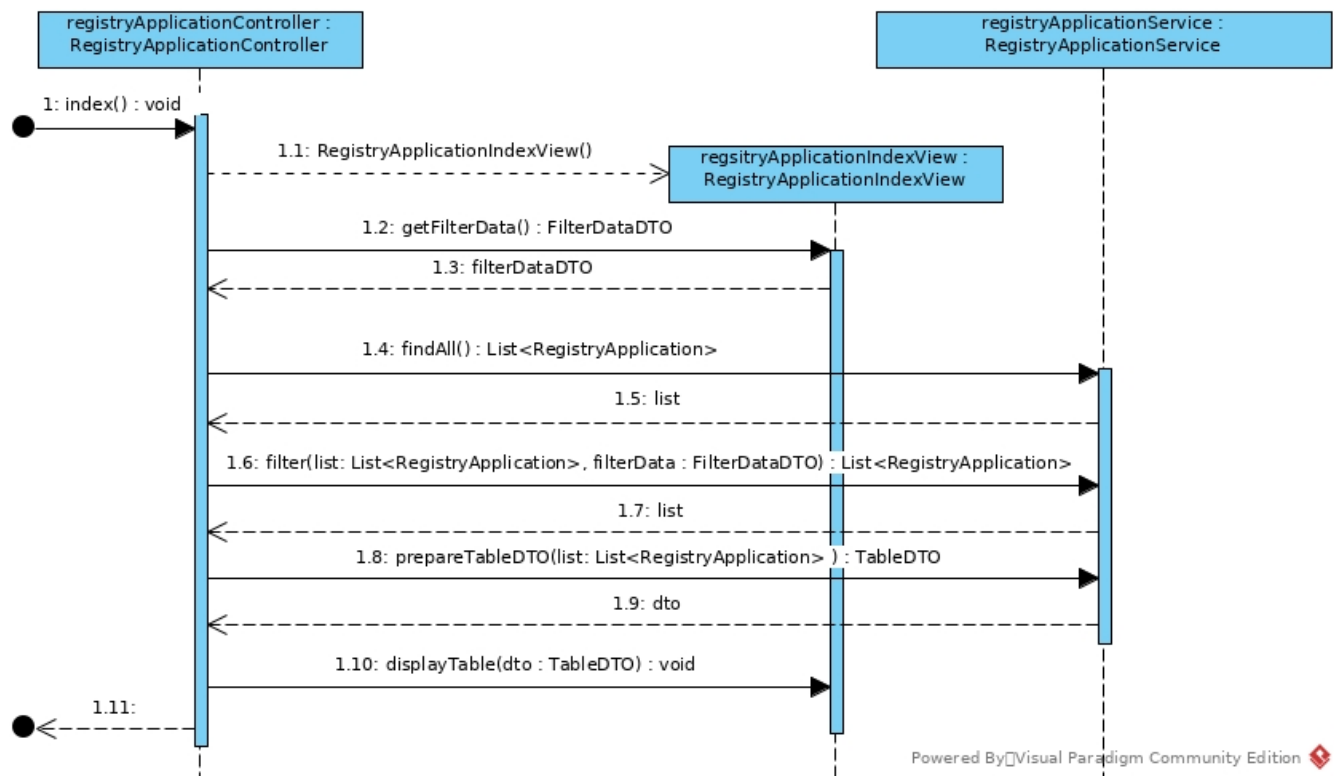 registryApplicationController :
RegistryApplicationController
registryApplicationService :
RegistryApplicationService
1: index() : void
1.1: RegistryApplicationIndexView()
regsitryApplicationIndexView :
RegistryApplicationIndexView
1.2: getFilterData() : FilterDataDTO
1.3: filterDataDTO
1.4: findAll() : List<RegistryApplication>
1.5: list
1.6: filter(list: List<RegistryApplication>, filterData : FilterDataDTO) : List<RegistryApplication>
1.7: list
1.8: prepareTableDTO(list: List<RegistryApplication> ) : TableDTO
1.9: dto
1.10: displayTable(dto : TableDTO) : void
1.11:
Powered By▯Visual Paradigm Community Edition